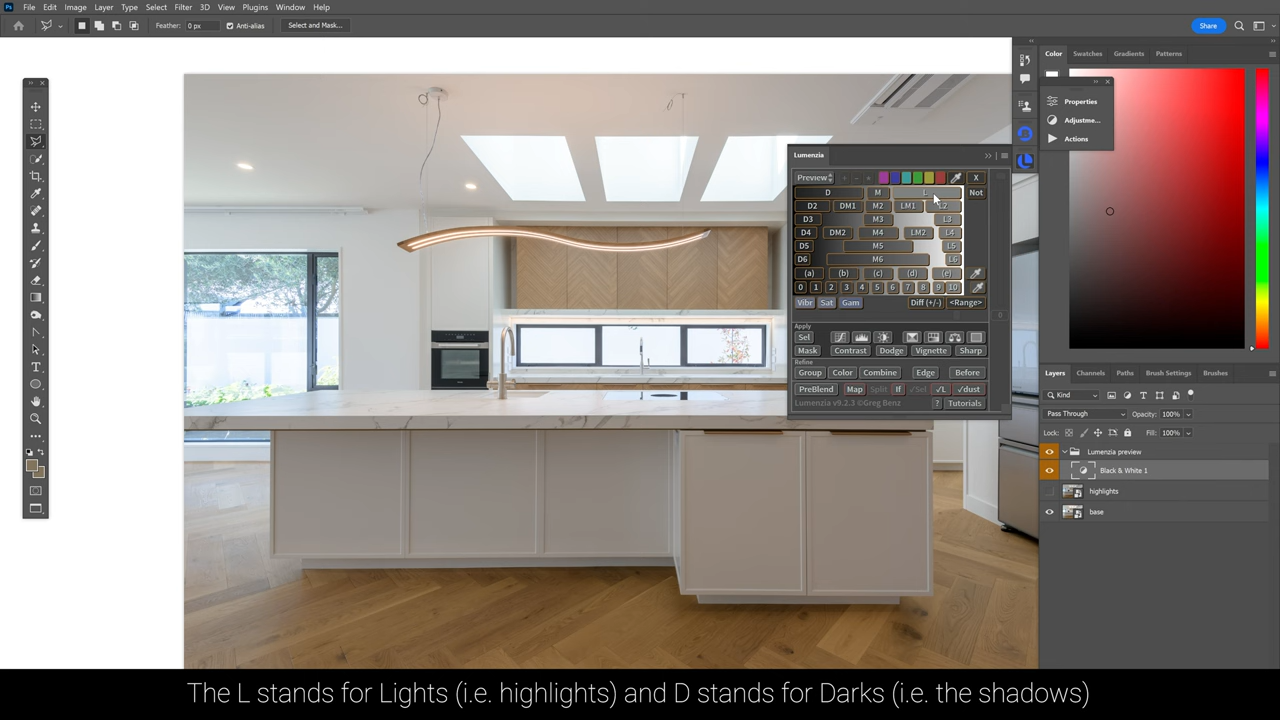 Ps File Edit Image Layer Type Select Filter 3D View Plugins Window Help
Feather: 0 px Anti-alias Select and Mask... Share
Color Swatches Gradients Patterns
Properties
Adjustme...
Actions
Lumenzia
Preview + - X
D M L Not
D2 DM1 M2 LM1 L2
D3 M3 L3
D4 DM2 M4 LM2 L4
D5 M5 L5
D6 M6 L6
(a) (b) (c) (d) (e)
0 1 2 3 4 5 6 7 8 9 10
Vibr Sat Gam Diff (+/-) <Range>
0
Apply
Sel
Mask Contrast Dodge Vignette Sharp
Refine
Group Color Combine Edge Before
PreBlend Map Split If √Sel √L √dust
Lumenzia v9.2.3 ©Greg Benz ? Tutorials
Layers Channels Paths Brush Settings Brushes
Kind
Pass Through Opacity: 100%
Lock: Fill: 100%
Lumenzia preview
Black & White 1
highlights
base
The L stands for Lights (i.e. highlights) and D stands for Darks (i.e. the shadows)